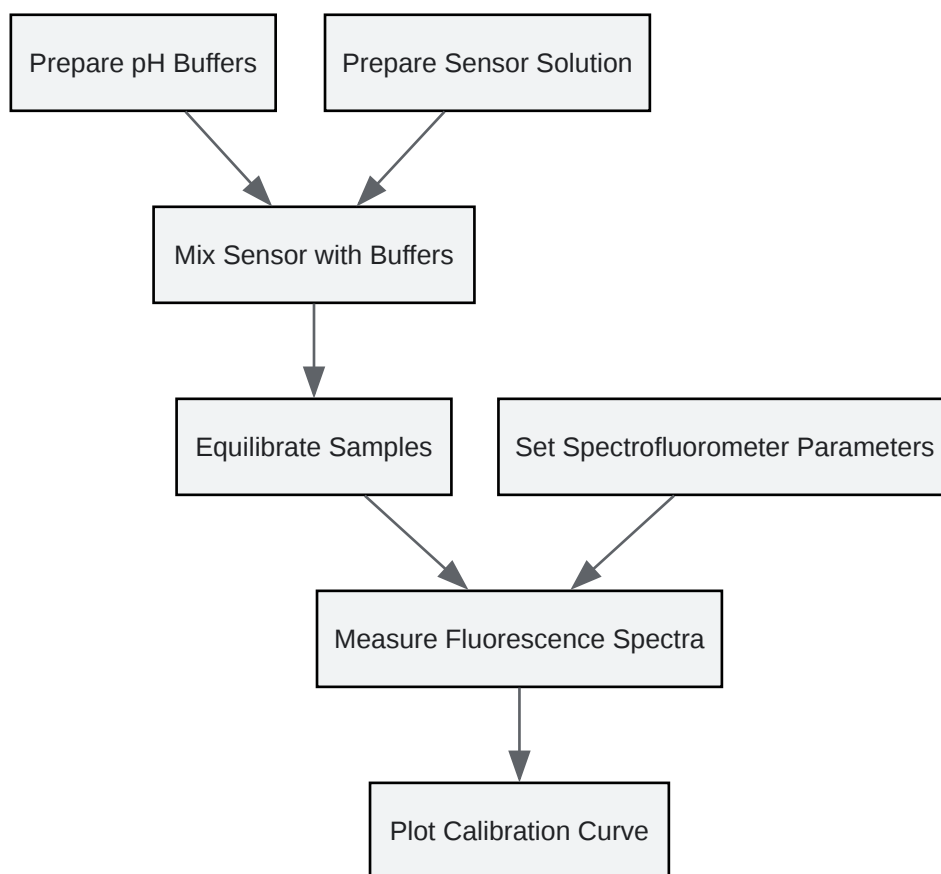 Prepare pH Buffers
Prepare Sensor Solution
Mix Sensor with Buffers
Equilibrate Samples
Set Spectrofluorometer Parameters
Measure Fluorescence Spectra
Plot Calibration Curve